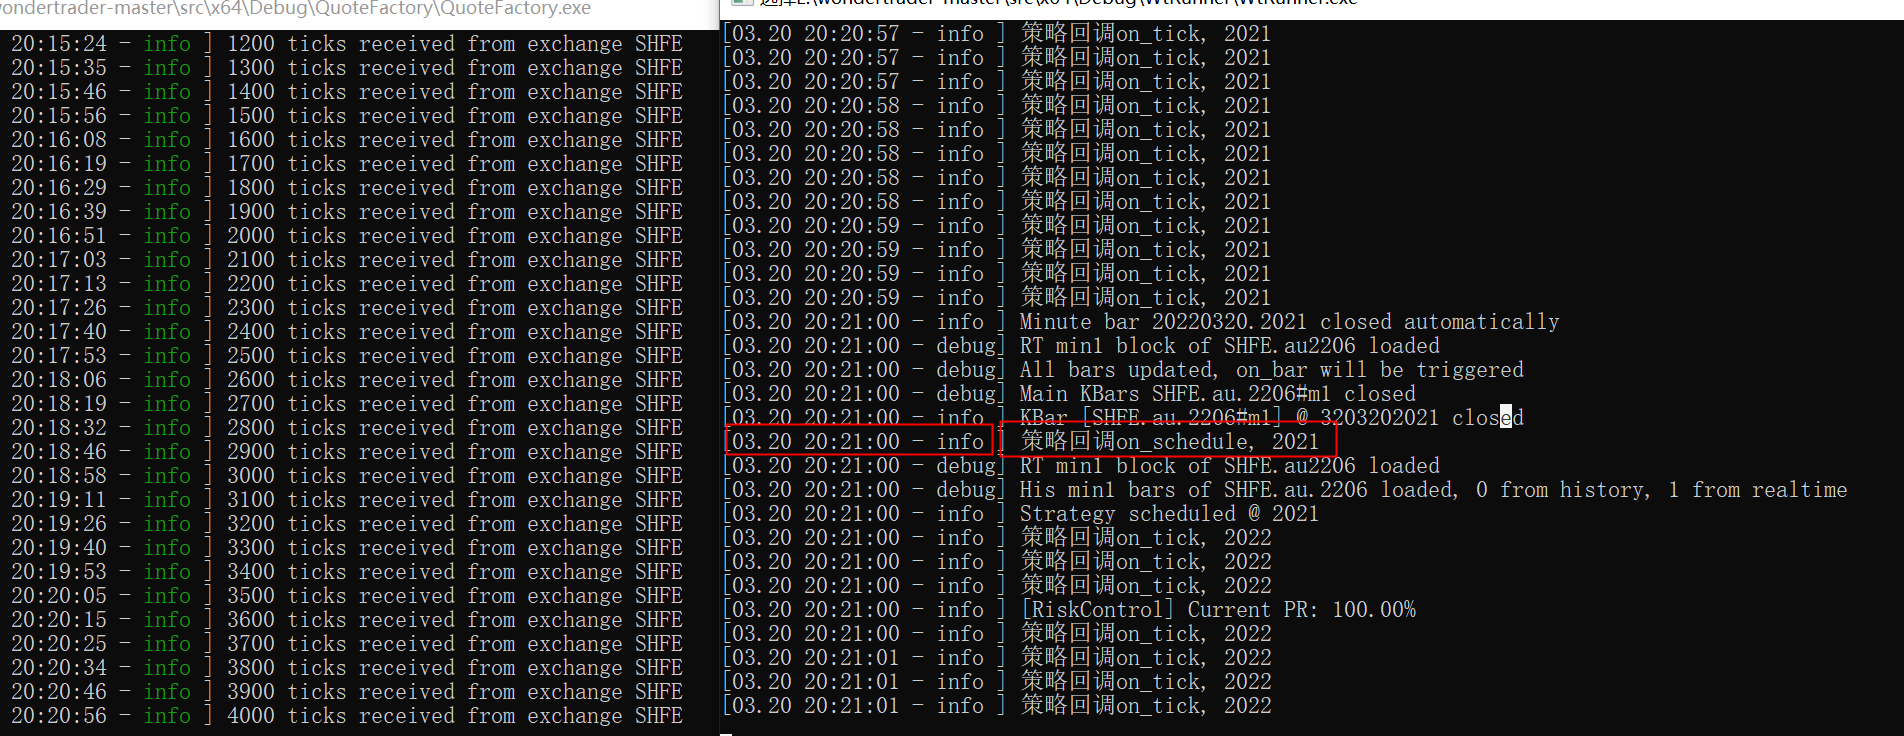 wondertrader-master\src\x64\Debug\QuoteFactory\QuoteFactory.exe
20:15:24 - info ] 1200 ticks received from exchange SHFE
20:15:35 - info ] 1300 ticks received from exchange SHFE
20:15:46 - info ] 1400 ticks received from exchange SHFE
20:15:56 - info ] 1500 ticks received from exchange SHFE
20:16:08 - info ] 1600 ticks received from exchange SHFE
20:16:19 - info ] 1700 ticks received from exchange SHFE
20:16:29 - info ] 1800 ticks received from exchange SHFE
20:16:39 - info ] 1900 ticks received from exchange SHFE
20:16:51 - info ] 2000 ticks received from exchange SHFE
20:17:03 - info ] 2100 ticks received from exchange SHFE
20:17:13 - info ] 2200 ticks received from exchange SHFE
20:17:26 - info ] 2300 ticks received from exchange SHFE
20:17:40 - info ] 2400 ticks received from exchange SHFE
20:17:53 - info ] 2500 ticks received from exchange SHFE
20:18:06 - info ] 2600 ticks received from exchange SHFE
20:18:19 - info ] 2700 ticks received from exchange SHFE
20:18:32 - info ] 2800 ticks received from exchange SHFE
20:18:46 - info ] 2900 ticks received from exchange SHFE
20:18:58 - info ] 3000 ticks received from exchange SHFE
20:19:11 - info ] 3100 ticks received from exchange SHFE
20:19:26 - info ] 3200 ticks received from exchange SHFE
20:19:40 - info ] 3300 ticks received from exchange SHFE
20:19:53 - info ] 3400 ticks received from exchange SHFE
20:20:05 - info ] 3500 ticks received from exchange SHFE
20:20:15 - info ] 3600 ticks received from exchange SHFE
20:20:25 - info ] 3700 ticks received from exchange SHFE
20:20:34 - info ] 3800 ticks received from exchange SHFE
20:20:46 - info ] 3900 ticks received from exchange SHFE
20:20:56 - info ] 4000 ticks received from exchange SHFE
wondertrader-master\src\x64\Debug\WtRunner\WtRunner.exe
[03.20 20:20:57 - info ] 策略回调on_tick, 2021
[03.20 20:20:57 - info ] 策略回调on_tick, 2021
[03.20 20:20:57 - info ] 策略回调on_tick, 2021
[03.20 20:20:58 - info ] 策略回调on_tick, 2021
[03.20 20:20:58 - info ] 策略回调on_tick, 2021
[03.20 20:20:58 - info ] 策略回调on_tick, 2021
[03.20 20:20:58 - info ] 策略回调on_tick, 2021
[03.20 20:20:58 - info ] 策略回调on_tick, 2021
[03.20 20:20:59 - info ] 策略回调on_tick, 2021
[03.20 20:20:59 - info ] 策略回调on_tick, 2021
[03.20 20:20:59 - info ] 策略回调on_tick, 2021
[03.20 20:20:59 - info ] 策略回调on_tick, 2021
[03.20 20:21:00 - info ] Minute bar 20220320.2021 closed automatically
[03.20 20:21:00 - debug] RT min1 block of SHFE.au2206 loaded
[03.20 20:21:00 - debug] All bars updated, on_bar will be triggered
[03.20 20:21:00 - debug] Main KBars SHFE.au.2206#m1 closed
[03.20 20:21:00 - info ] KBar [SHFE.au.2206#m1] @ 3203202021 closed
[03.20 20:21:00 - info ] 策略回调on_schedule, 2021
[03.20 20:21:00 - debug] RT min1 block of SHFE.au2206 loaded
[03.20 20:21:00 - debug] His min1 bars of SHFE.au.2206 loaded, 0 from history, 1 from realtime
[03.20 20:21:00 - info ] Strategy scheduled @ 2021
[03.20 20:21:00 - info ] 策略回调on_tick, 2022
[03.20 20:21:00 - info ] 策略回调on_tick, 2022
[03.20 20:21:00 - info ] 策略回调on_tick, 2022
[03.20 20:21:00 - info ] [RiskControl] Current PR: 100.00%
[03.20 20:21:00 - info ] 策略回调on_tick, 2022
[03.20 20:21:01 - info ] 策略回调on_tick, 2022
[03.20 20:21:01 - info ] 策略回调on_tick, 2022
[03.20 20:21:01 - info ] 策略回调on_tick, 2022